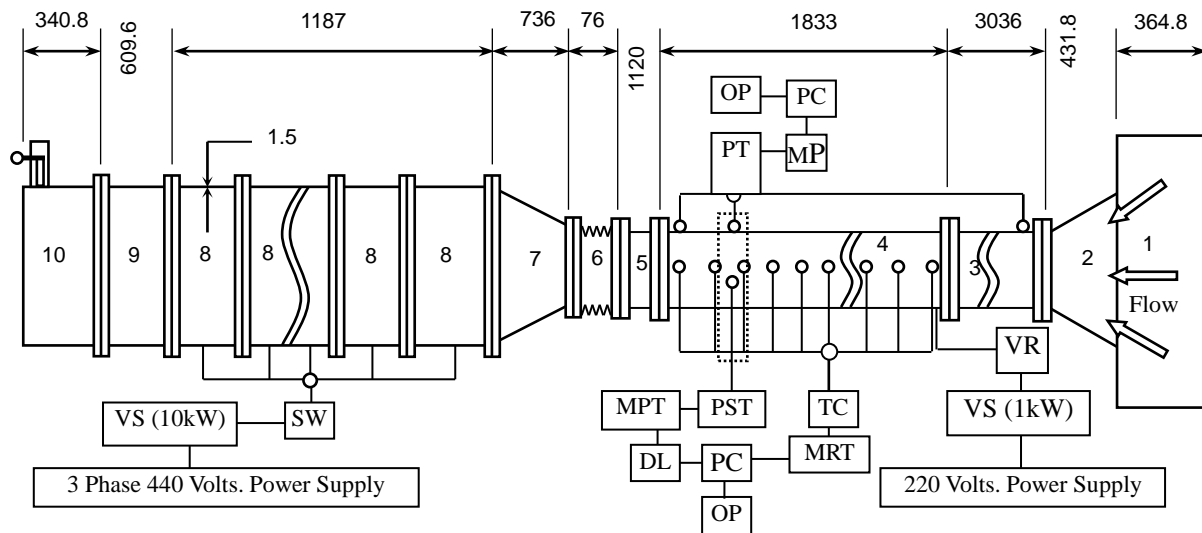 340.8
609.6
1187
736
76
1120
1833
3036
431.8
364.8
1.5
OP
PC
PT
MP
10
9
8
8
8
8
7
6
5
4
3
2
1
Flow
VR
VS (10kW)
SW
MPT
PST
TC
VS (1kW)
DL
PC
MRT
3 Phase 440 Volts. Power Supply
OP
220 Volts. Power Supply